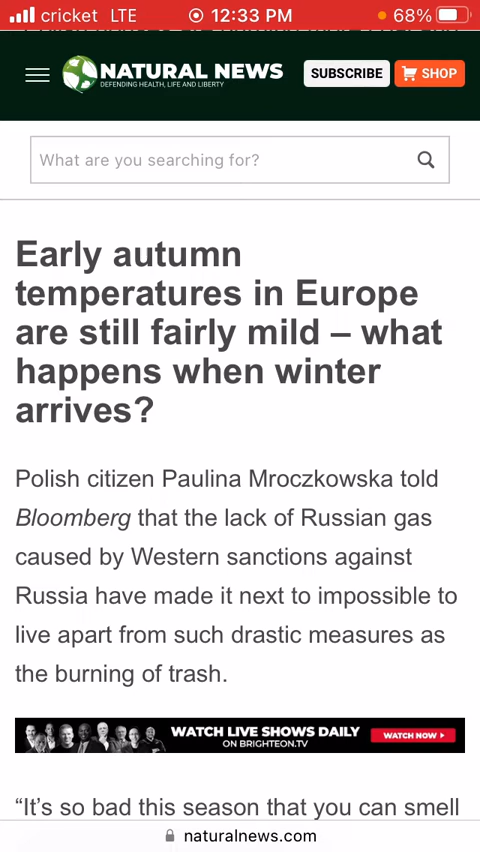 cricket LTE 12:33 PM 68%
NATURAL NEWS
DEFENDING HEALTH, LIFE AND LIBERTY
SUBSCRIBE
SHOP
What are you searching for?
Early autumn
temperatures in Europe
are still fairly mild – what
happens when winter
arrives?
Polish citizen Paulina Mroczkowska told
Bloomberg that the lack of Russian gas
caused by Western sanctions against
Russia have made it next to impossible to
live apart from such drastic measures as
the burning of trash.
WATCH LIVE SHOWS DAILY
ON BRIGHTEON.TV
WATCH NOW
“It’s so bad this season that you can smell
naturalnews.com